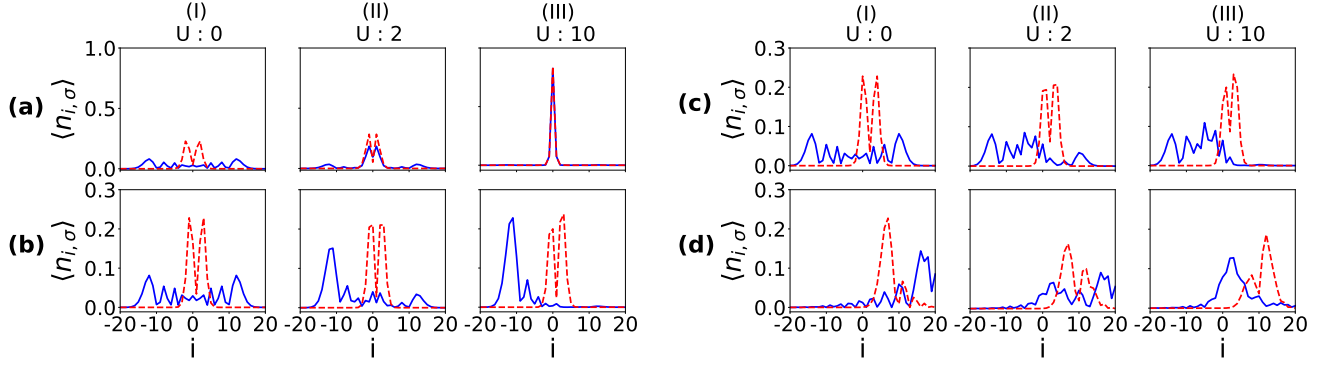 (I) (II) (III) (I) (II) (III)
U : 0 U : 2 U : 10 U : 0 U : 2 U : 10
1.0 0.3
(a) ⟨n_{i,σ}⟩ 0.5 (c) ⟨n_{i,σ}⟩ 0.2
0.1
0.0 0.0
0.3 0.3
(b) ⟨n_{i,σ}⟩ 0.2 (d) ⟨n_{i,σ}⟩ 0.2
0.1 0.1
0.0 0.0
-20 -10 0 10 20 -20 -10 0 10 20 -20 -10 0 10 20 -20 -10 0 10 20 -20 -10 0 10 20 -20 -10 0 10 20
i i i i i i